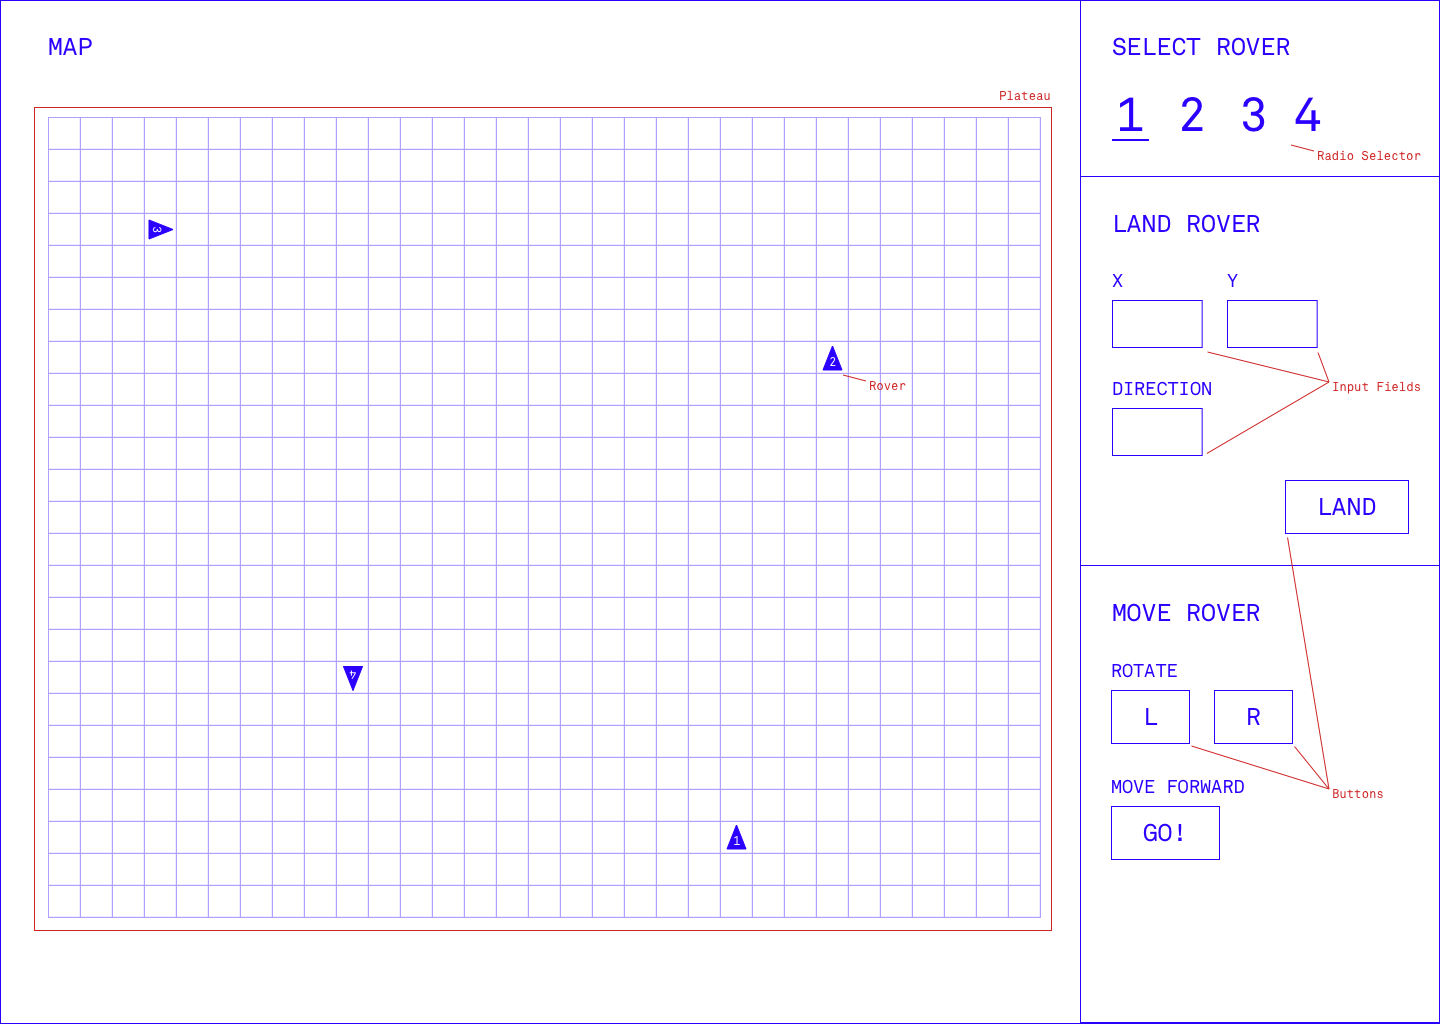 MAP
Plateau
3
2
Rover
4
1
SELECT ROVER
1 2 3 4
Radio Selector
LAND ROVER
X Y
Input Fields
DIRECTION
LAND
MOVE ROVER
ROTATE
L R
MOVE FORWARD
Buttons
GO!